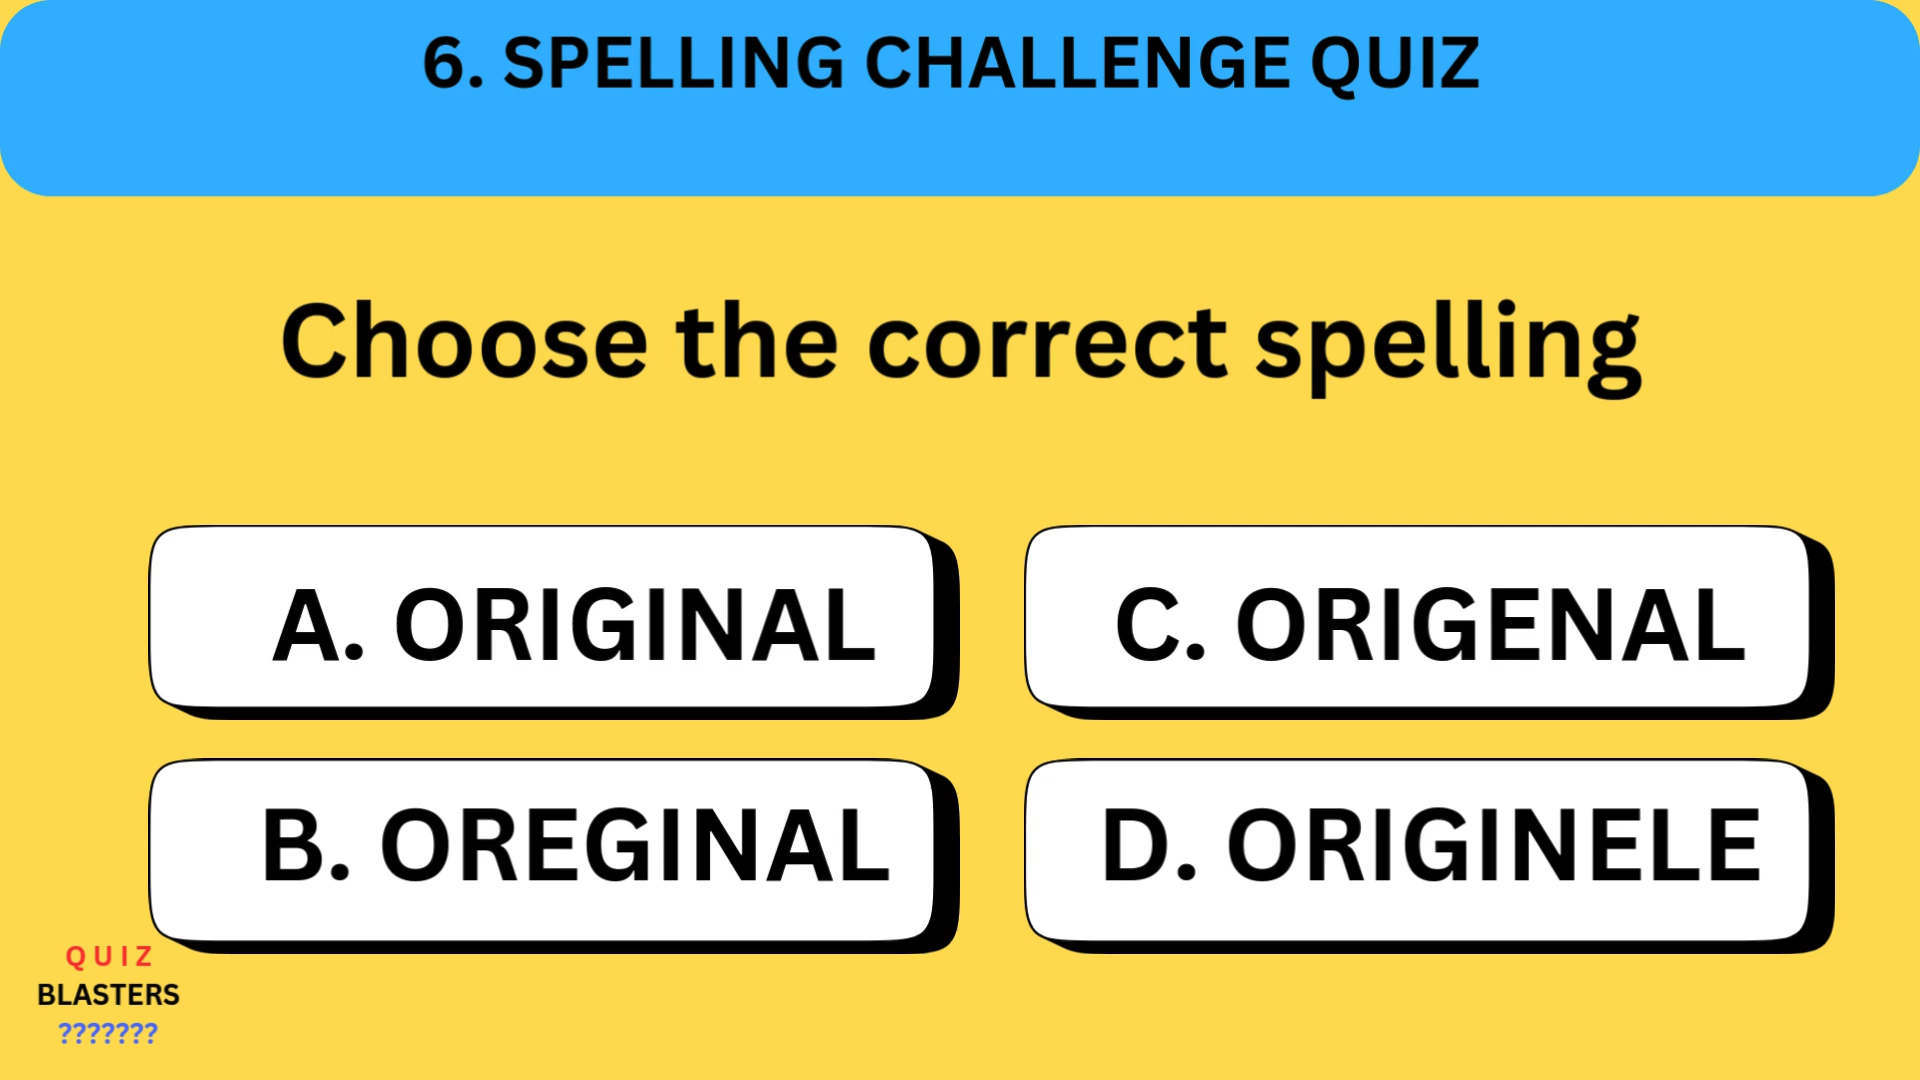 6. SPELLING CHALLENGE QUIZ
Choose the correct spelling
A. ORIGINAL
C. ORIGENAL
B. OREGINAL
D. ORIGINELE
QUIZ
BLASTERS
???????